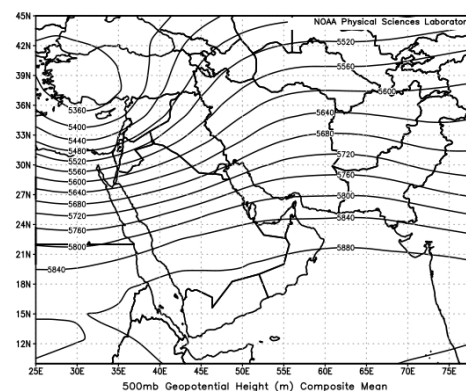 NOAA Physical Sciences Laborator
45N
42N
39N
36N
33N
30N
27N
24N
21N
18N
15N
12N
5520
5560
5600
5640
5680
5720
5760
5800
5840
5880
5360
5400
5440
5480
5520
5560
5600
5640
5680
5720
5760
5800
5840
25E 30E 35E 40E 45E 50E 55E 60E 65E 70E 75E
500mb Geopotential Height (m) Composite Mean